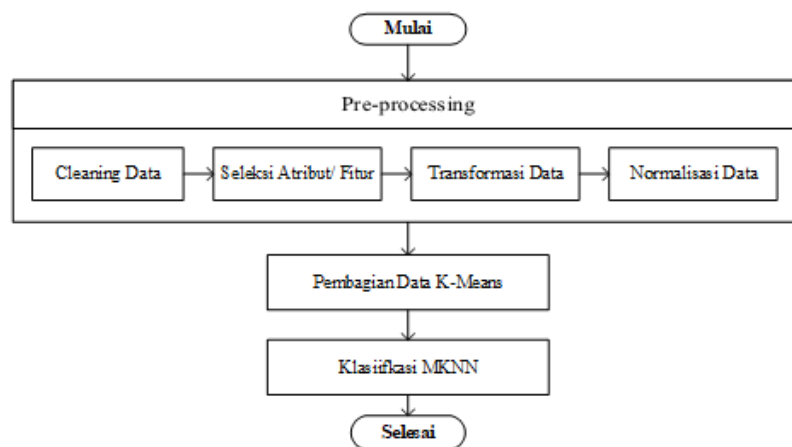 Mulai
Pre-processing
Cleaning Data
Seleksi Atribut/ Fitur
Transformasi Data
Normalisasi Data
Pembagian Data K-Means
Klasiifkasi MKNN
Selesai